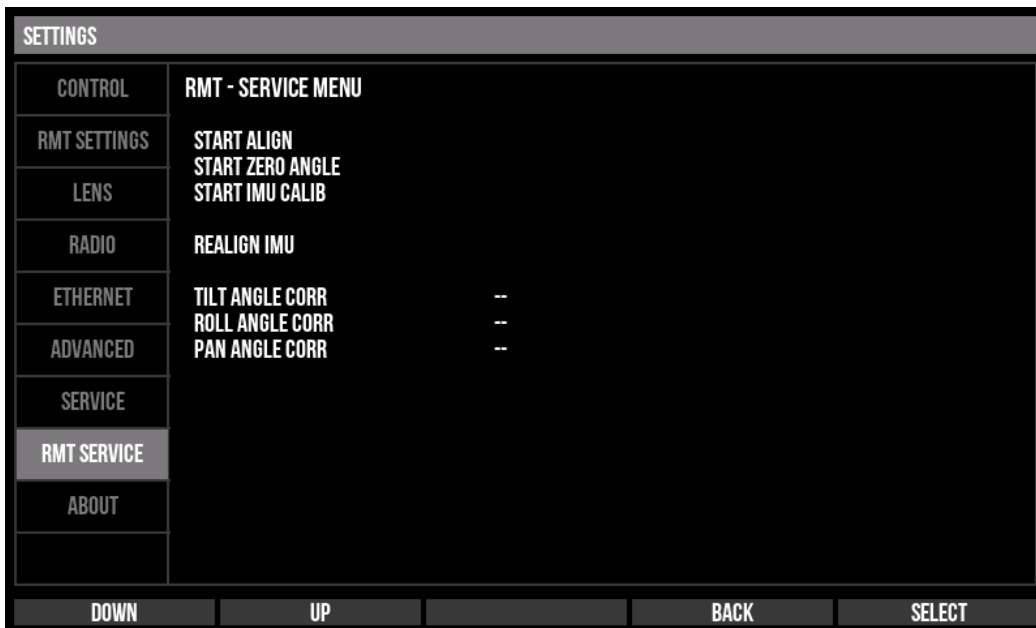 SETTINGS
CONTROL
RMT SETTINGS
LENS
RADIO
ETHERNET
ADVANCED
SERVICE
RMT SERVICE
ABOUT
RMT - SERVICE MENU
START ALIGN
START ZERO ANGLE
START IMU CALIB
REALIGN IMU
TILT ANGLE CORR --
ROLL ANGLE CORR --
PAN ANGLE CORR --
DOWN UP BACK SELECT